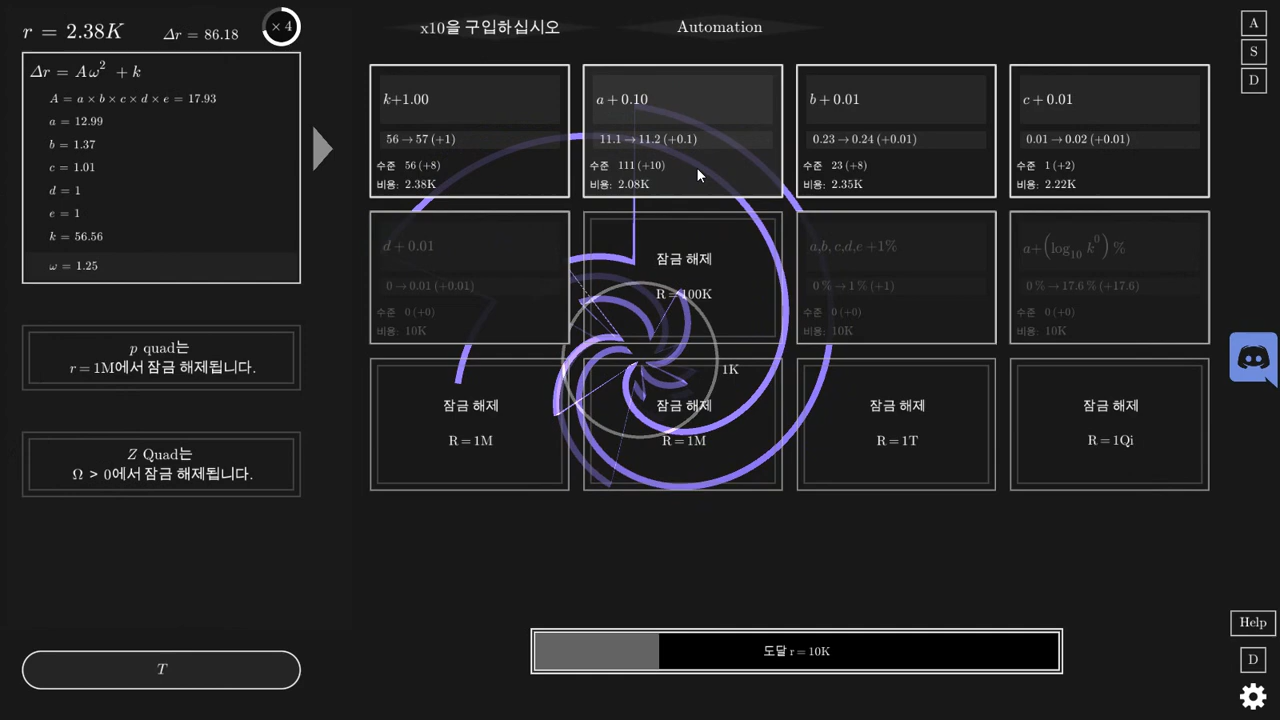 r = 2.38K
Δr = 86.18
× 4
x10을 구입하십시오
Automation
A
S
D
Δr = Aω² + k
A = a × b × c × d × e = 17.93
a = 12.99
b = 1.37
c = 1.01
d = 1
e = 1
k = 56.56
ω = 1.25
k+1.00
56 → 57 (+1)
수준 56 (+8)
비용: 2.38K
a + 0.10
11.1 → 11.2 (+0.1)
수준 111 (+10)
비용: 2.08K
b + 0.01
0.23 → 0.24 (+0.01)
수준 23 (+8)
비용: 2.35K
c + 0.01
0.01 → 0.02 (+0.01)
수준 1 (+2)
비용: 2.22K
d + 0.01
0 → 0.01 (+0.01)
수준 0 (+0)
비용: 10K
잠금 해제
R = 100K
a,b, c,d,e +1%
0 % → 1 % (+1)
수준 0 (+0)
비용: 10K
a+(log₁₀ k⁰) %
0 % → 17.6 % (+17.6)
수준 0 (+0)
비용: 10K
p quad는
r = 1M에서 잠금 해제됩니다.
1K
잠금 해제
R = 1M
잠금 해제
R = 1M
잠금 해제
R = 1T
잠금 해제
R = 1Qi
Z Quad는
Ω > 0에서 잠금 해제됩니다.
도달 r = 10K
T
Help
D